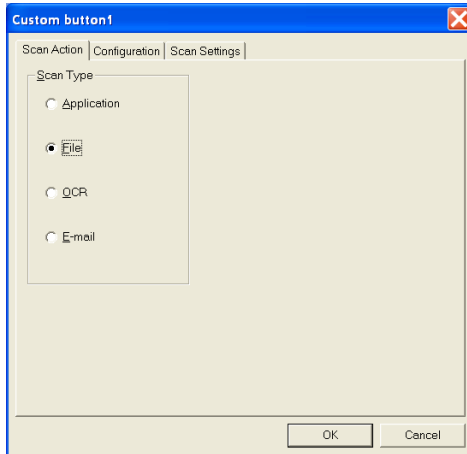 Custom button1
Scan Action Configuration Scan Settings
Scan Type
Application
File
OCR
E-mail
OK Cancel